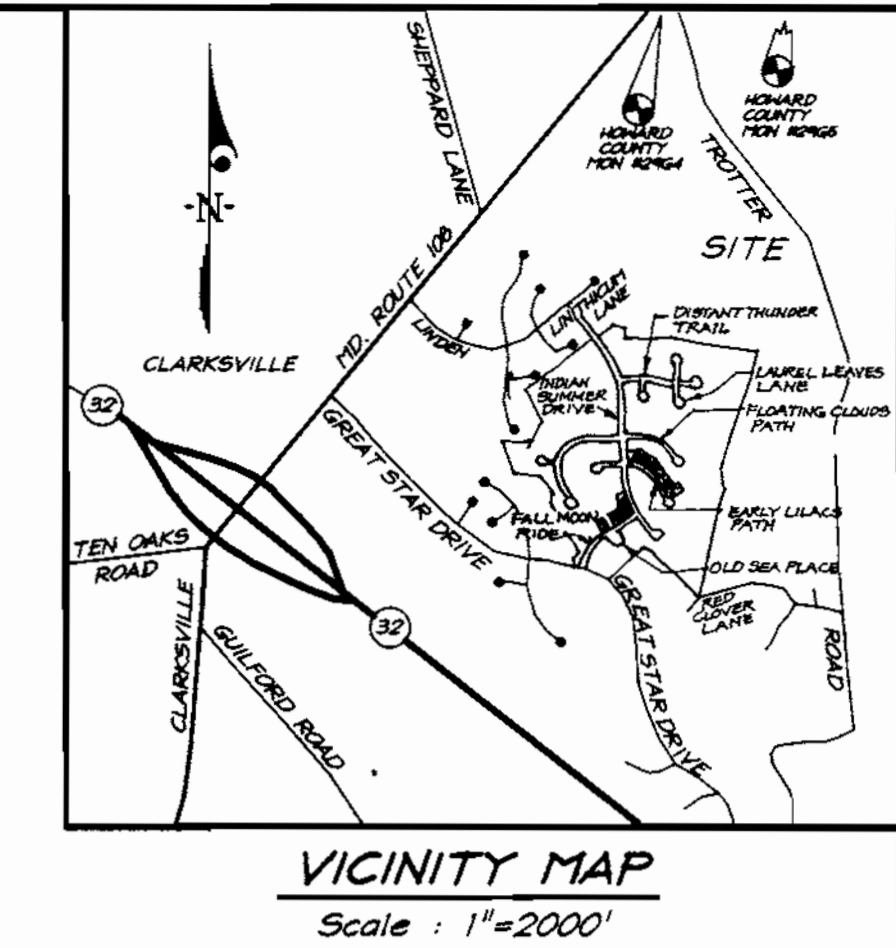 SHEPPARD LANE
HOWARD
COUNTY
MON #29G4
HOWARD
COUNTY
MON #29G5
TROTTER
-N-
SITE
MD. ROUTE 108
LINTHICUM
LANE
LINDEN
DISTANT THUNDER
TRAIL
CLARKSVILLE
LAUREL LEAVES
LANE
INDIAN
SUMMER
DRIVE
32
FLOATING CLOUDS
PATH
GREAT STAR DRIVE
EARLY LILACS
PATH
FALL MOON
RIDE
TEN OAKS
ROAD
OLD SEA PLACE
RED
CLOVER
LANE
GREAT STAR DRIVE
32
CLARKSVILLE
GUILFORD ROAD
ROAD
VICINITY MAP
Scale : 1"=2000'